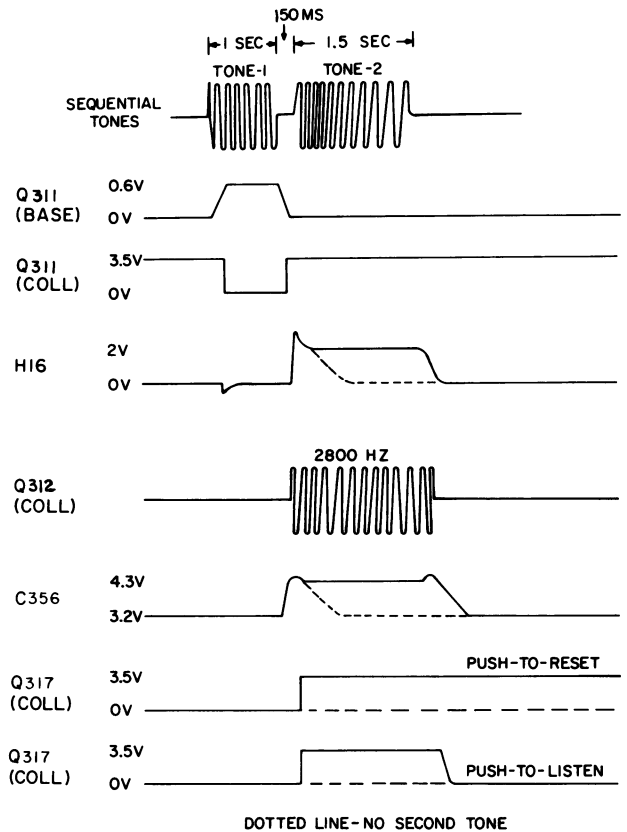 150 MS
1 SEC 1.5 SEC
TONE-1 TONE-2
SEQUENTIAL
TONES
Q311
(BASE)
0.6V
0V
Q311
(COLL)
3.5V
0V
H16
2V
0V
2800 HZ
Q312
(COLL)
C356
4.3V
3.2V
Q317
(COLL)
3.5V
0V
PUSH-TO-RESET
Q317
(COLL)
3.5V
0V
PUSH-TO-LISTEN
DOTTED LINE-NO SECOND TONE